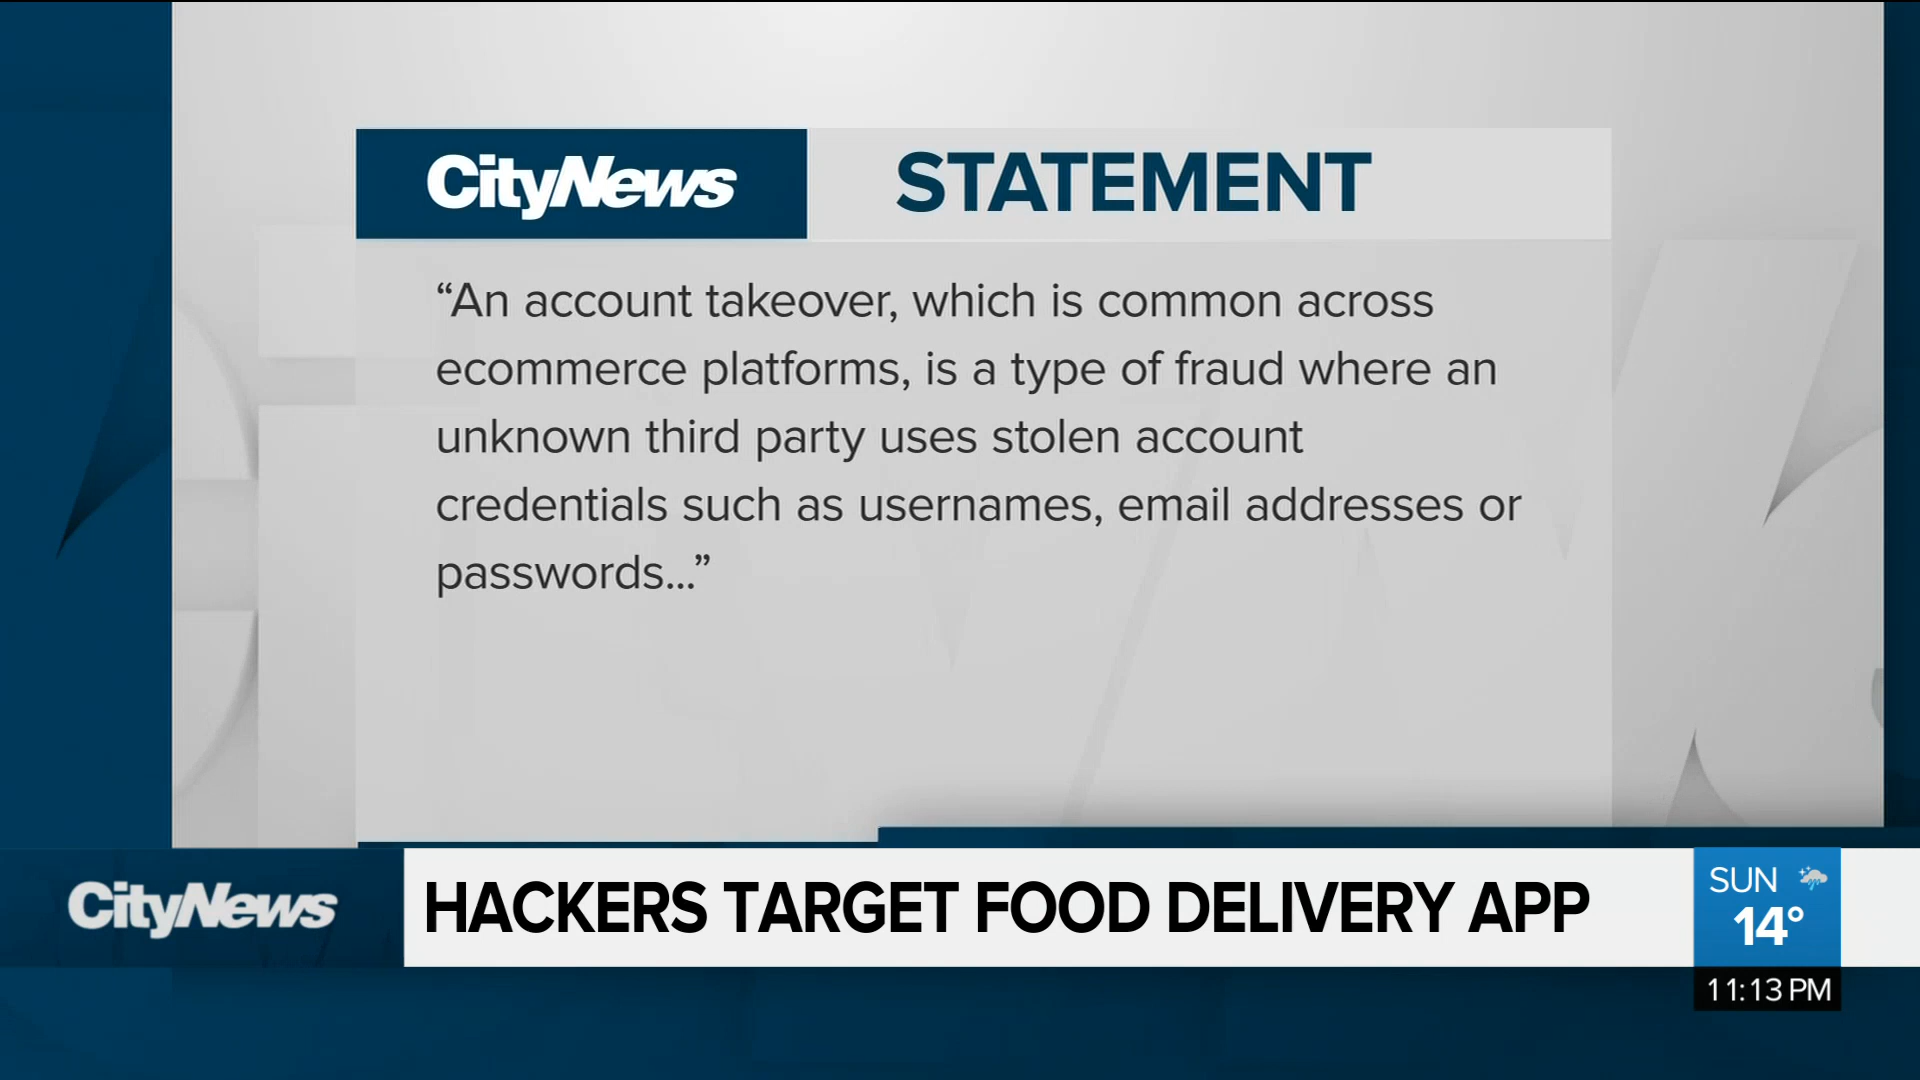 CityNews STATEMENT
“An account takeover, which is common across
ecommerce platforms, is a type of fraud where an
unknown third party uses stolen account
credentials such as usernames, email addresses or
passwords...”
CityNews HACKERS TARGET FOOD DELIVERY APP
SUN
14°
11:13 PM